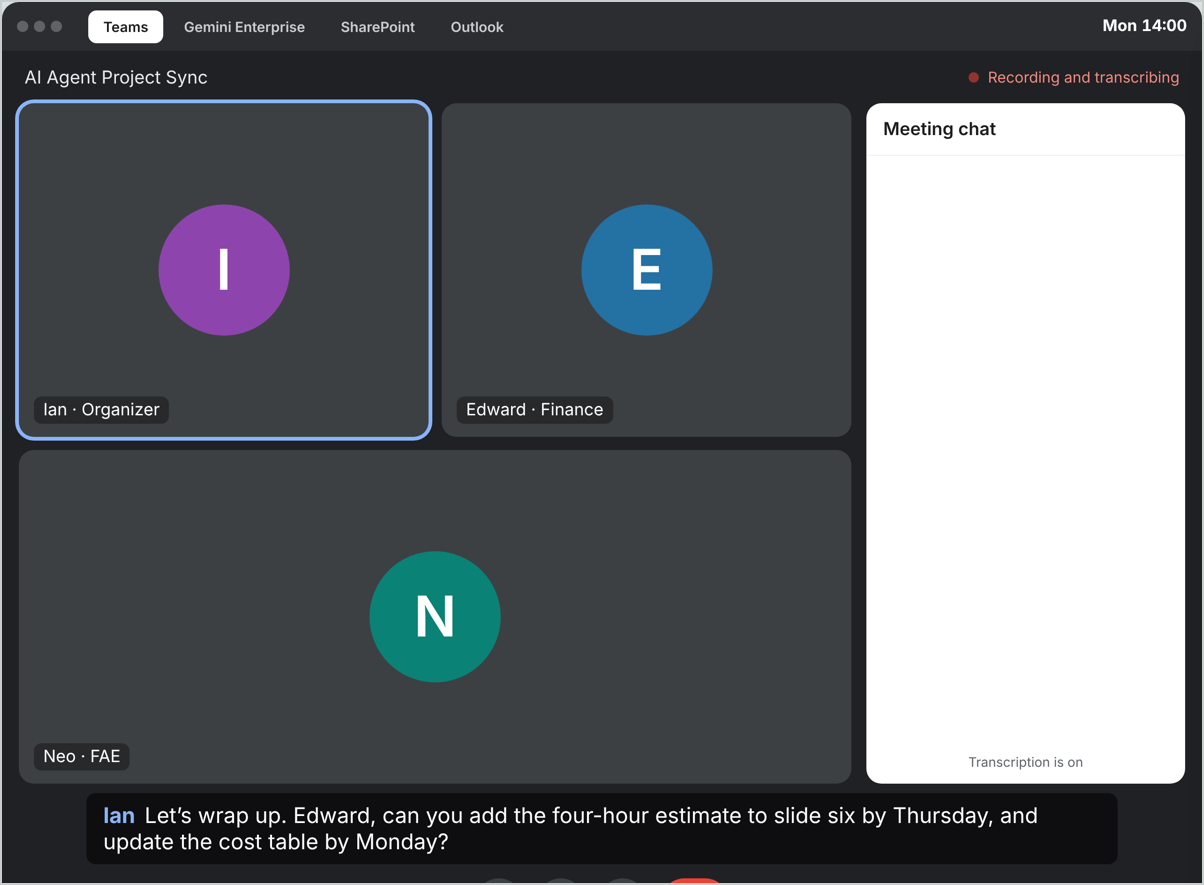 Teams
Gemini Enterprise
SharePoint
Outlook
Mon 14:00
AI Agent Project Sync
Recording and transcribing
I
Ian · Organizer
E
Edward · Finance
N
Neo · FAE
Meeting chat
Transcription is on
Ian Let’s wrap up. Edward, can you add the four-hour estimate to slide six by Thursday, and
update the cost table by Monday?